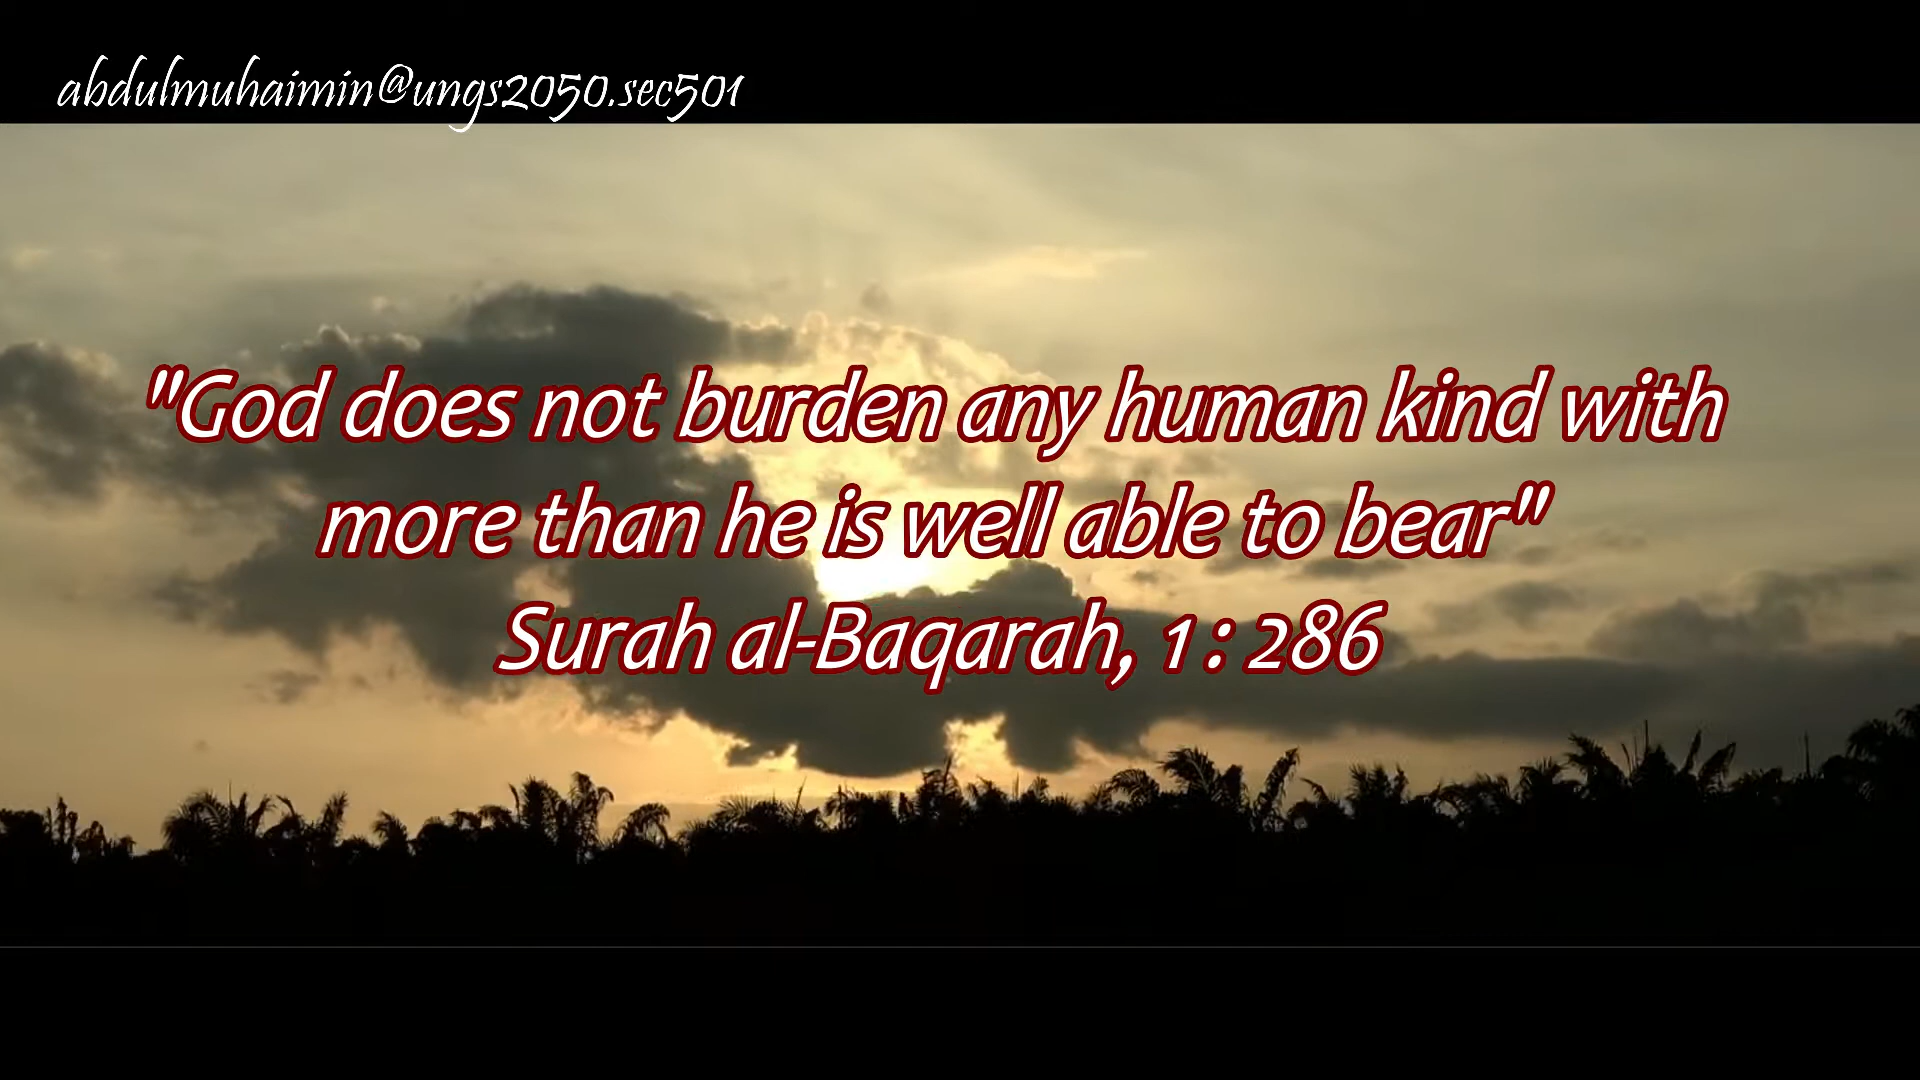 abdulmuhaimin@ungs2050.sec501
"God does not burden any human kind with
more than he is well able to bear"
Surah al-Baqarah, 1 : 286